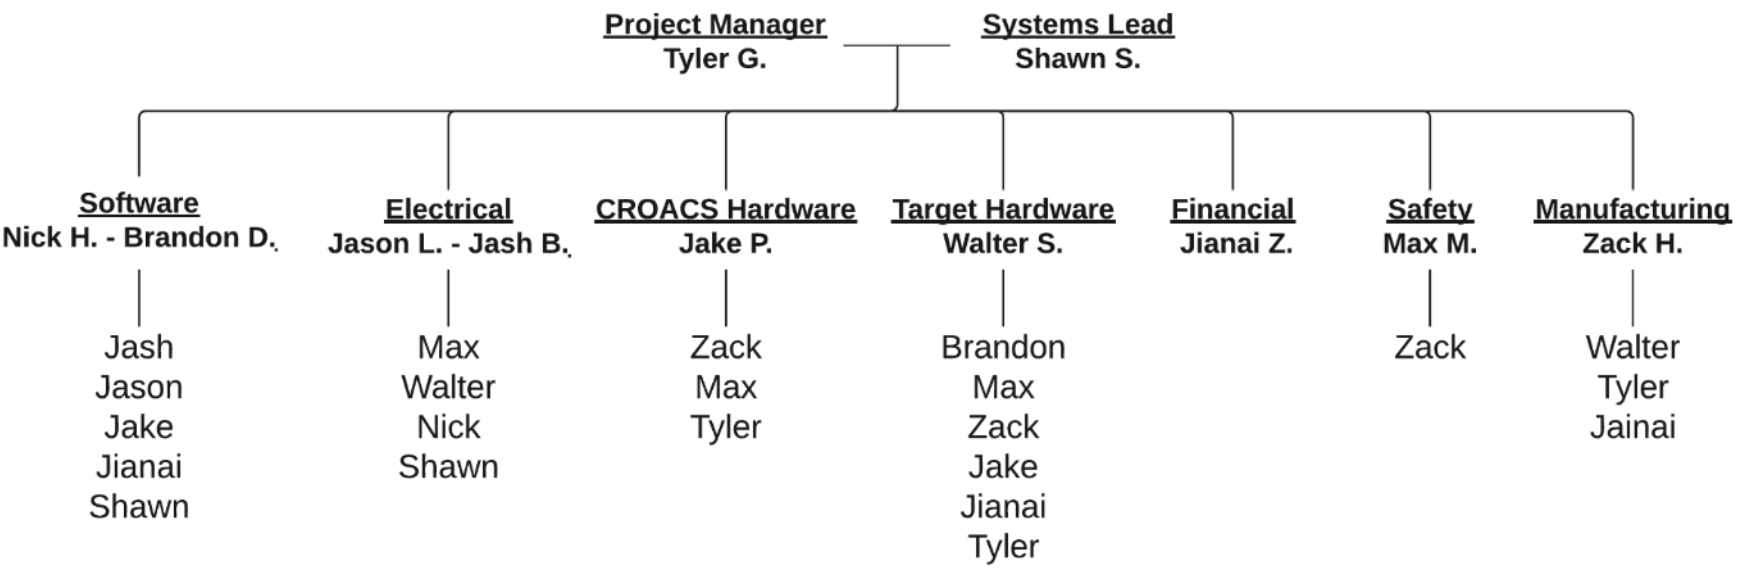 Project Manager
Tyler G.
Systems Lead
Shawn S.
Software
Nick H. - Brandon D..
Jash
Jason
Jake
Jianai
Shawn
Electrical
Jason L. - Jash B..
Max
Walter
Nick
Shawn
CROACS Hardware
Jake P.
Zack
Max
Tyler
Target Hardware
Walter S.
Brandon
Max
Zack
Jake
Jianai
Tyler
Financial
Jianai Z.
Safety
Max M.
Zack
Manufacturing
Zack H.
Walter
Tyler
Jainai